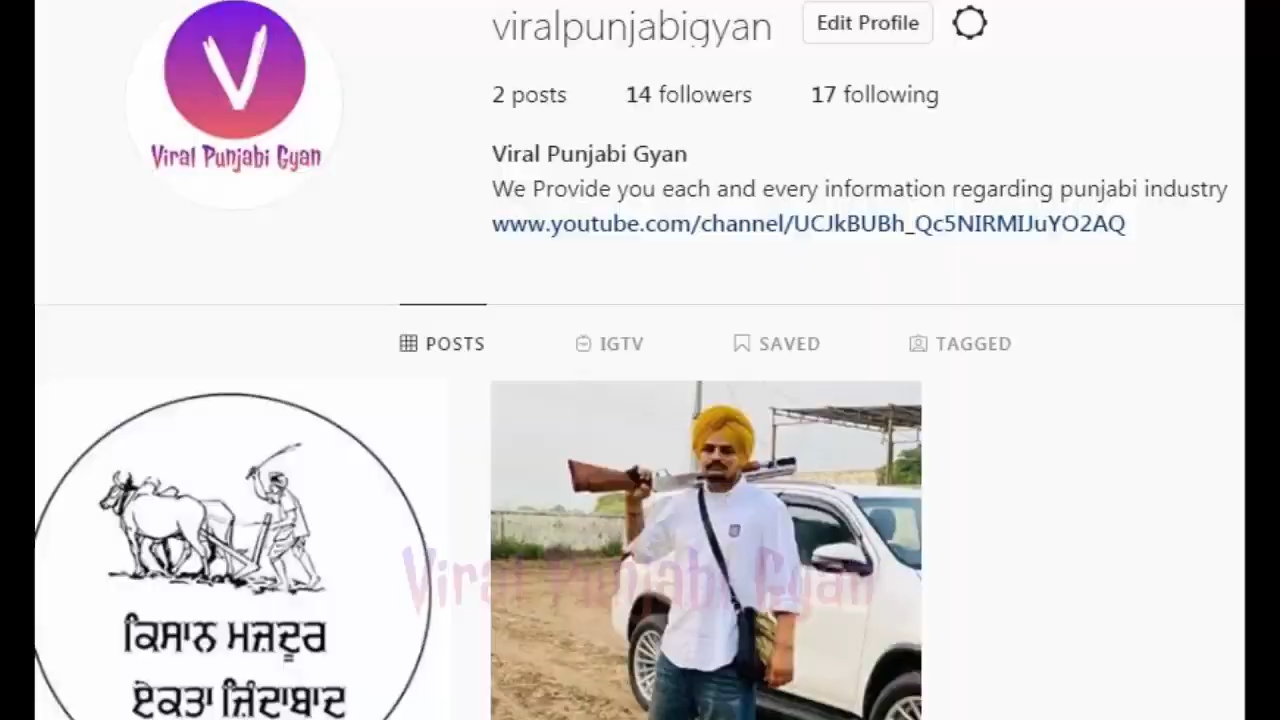 viralpunjabigyan
Edit Profile
2 posts
14 followers
17 following
V
Viral Punjabi Gyan
Viral Punjabi Gyan
We Provide you each and every information regarding punjabi industry
www.youtube.com/channel/UCJkBUBh_Qc5NIRMIJuYO2AQ
POSTS
IGTV
SAVED
TAGGED
Viral Punjabi Gyan
ਕਿਸਾਨ ਮਜ਼ਦੂਰ
ਏਕਤਾ ਜ਼ਿੰਦਾਬਾਦ